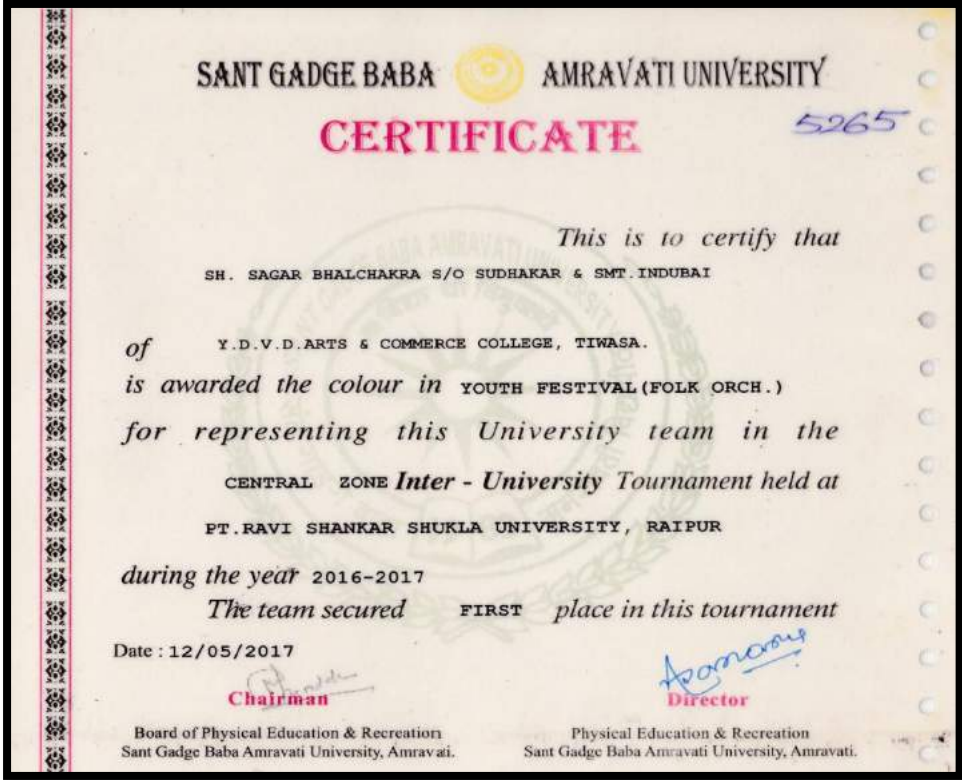 SANT GADGE BABA AMRAVATI UNIVERSITY
5265
CERTIFICATE
This is to certify that
SH. SAGAR BHALCHAKRA S/O SUDHAKAR & SMT.INDUBAI
of Y.D.V.D.ARTS & COMMERCE COLLEGE, TIWASA.
is awarded the colour in YOUTH FESTIVAL(FOLK ORCH.)
for representing this University team in the
CENTRAL ZONE Inter - University Tournament held at
PT.RAVI SHANKAR SHUKLA UNIVERSITY, RAIPUR
during the year 2016-2017
The team secured FIRST place in this tournament
Date : 12/05/2017
Chairman
Board of Physical Education & Recreation
Sant Gadge Baba Amravati University, Amravati.
Director
Physical Education & Recreation
Sant Gadge Baba Amravati University, Amravati.